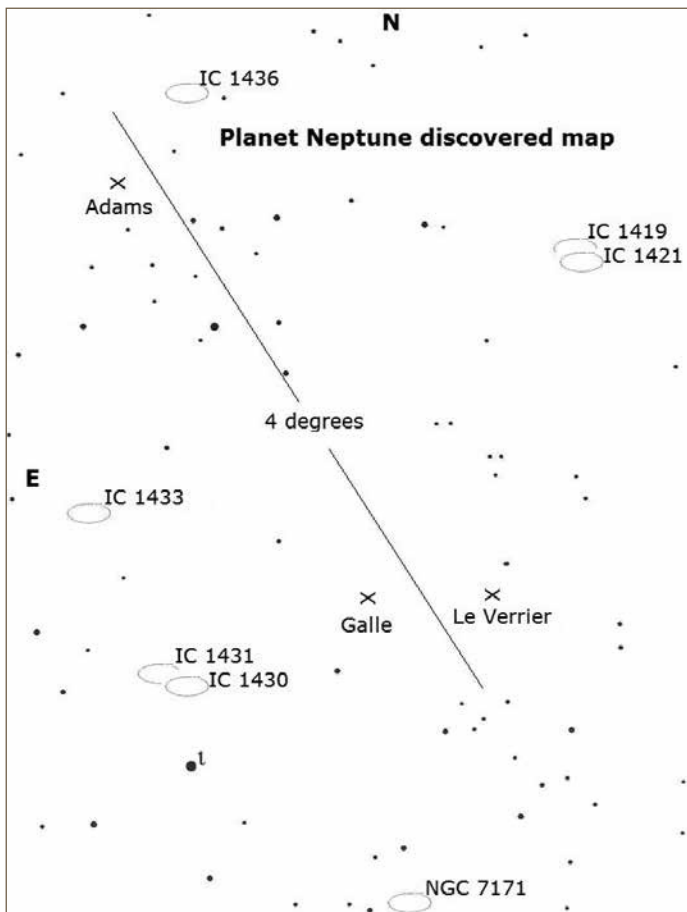 N
IC 1436
Planet Neptune discovered map
X
Adams
IC 1419
IC 1421
4 degrees
E
IC 1433
X
Galle
X
Le Verrier
IC 1431
IC 1430
ι
NGC 7171